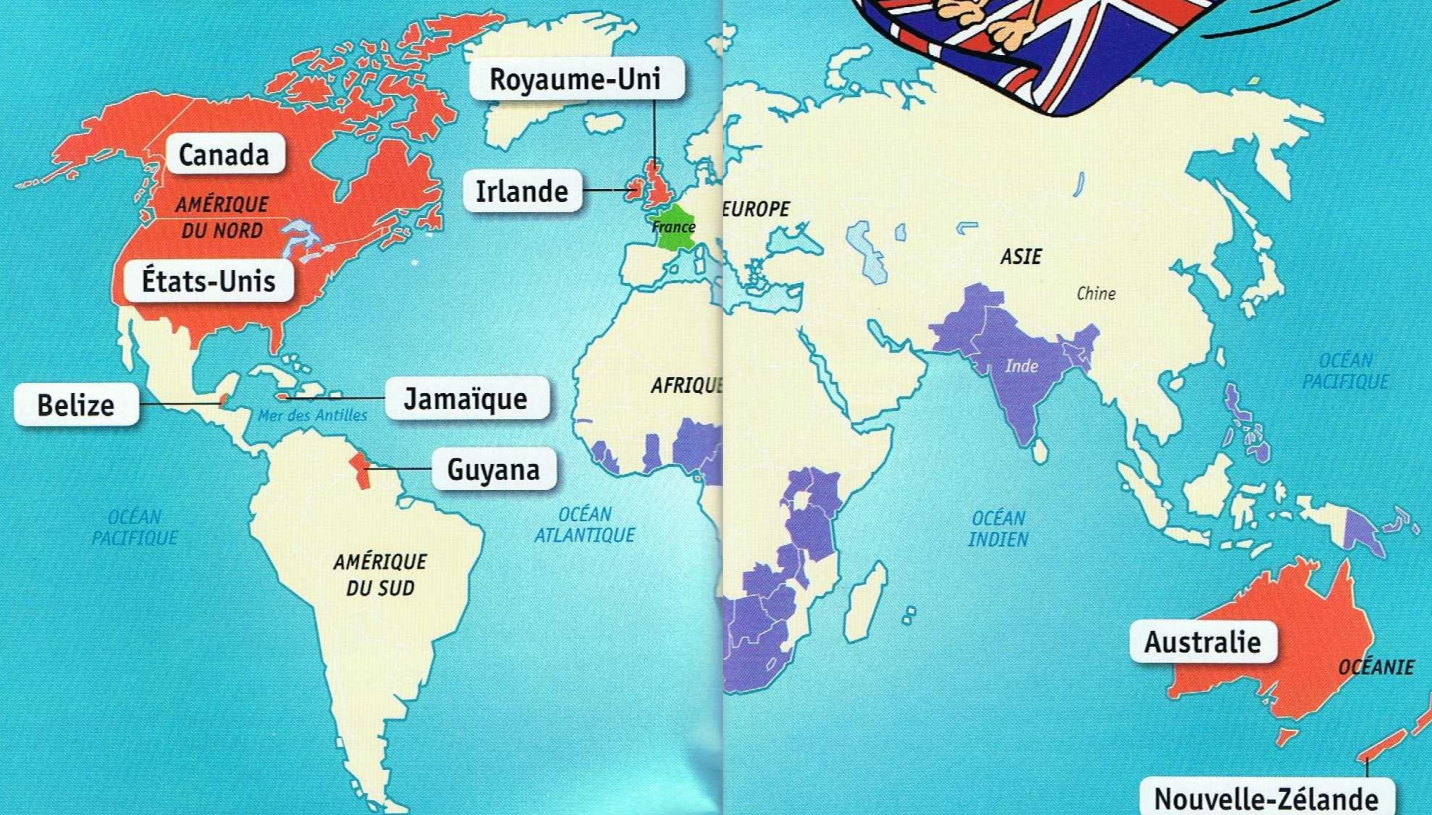 Royaume-Uni
Canada
Irlande
AMÉRIQUE
DU NORD
France
EUROPE
États-Unis
ASIE
Chine
Inde
OCÉAN
PACIFIQUE
AFRIQUE
Belize
Jamaïque
Mer des Antilles
Guyana
OCÉAN
PACIFIQUE
OCÉAN
ATLANTIQUE
OCÉAN
INDIEN
AMÉRIQUE
DU SUD
Australie
OCÉANIE
Nouvelle-Zélande